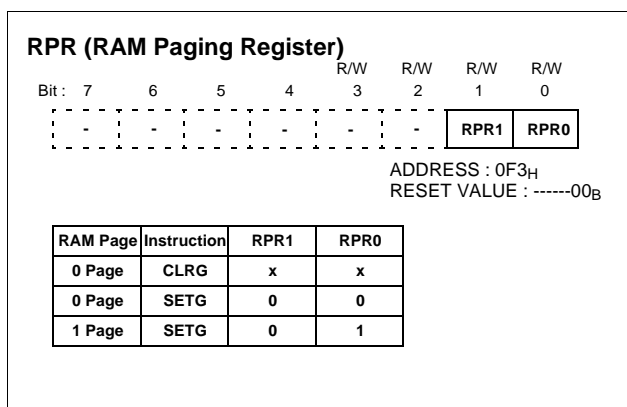 RPR (RAM Paging Register)
R/W R/W R/W R/W
Bit : 7 6 5 4 3 2 1 0
- - - - - - RPR1 RPR0
ADDRESS : 0F3H
RESET VALUE : ------00B
RAM Page Instruction RPR1 RPR0
0 Page CLRG x x
0 Page SETG 0 0
1 Page SETG 0 1